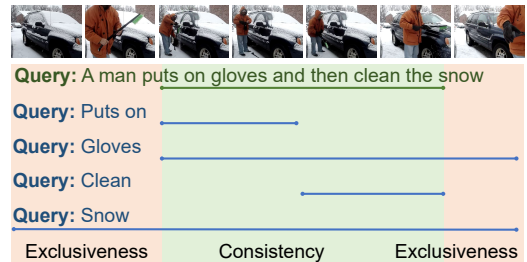 Query: A man puts on gloves and then clean the snow
Query: Puts on
Query: Gloves
Query: Clean
Query: Snow
Exclusiveness Consistency Exclusiveness